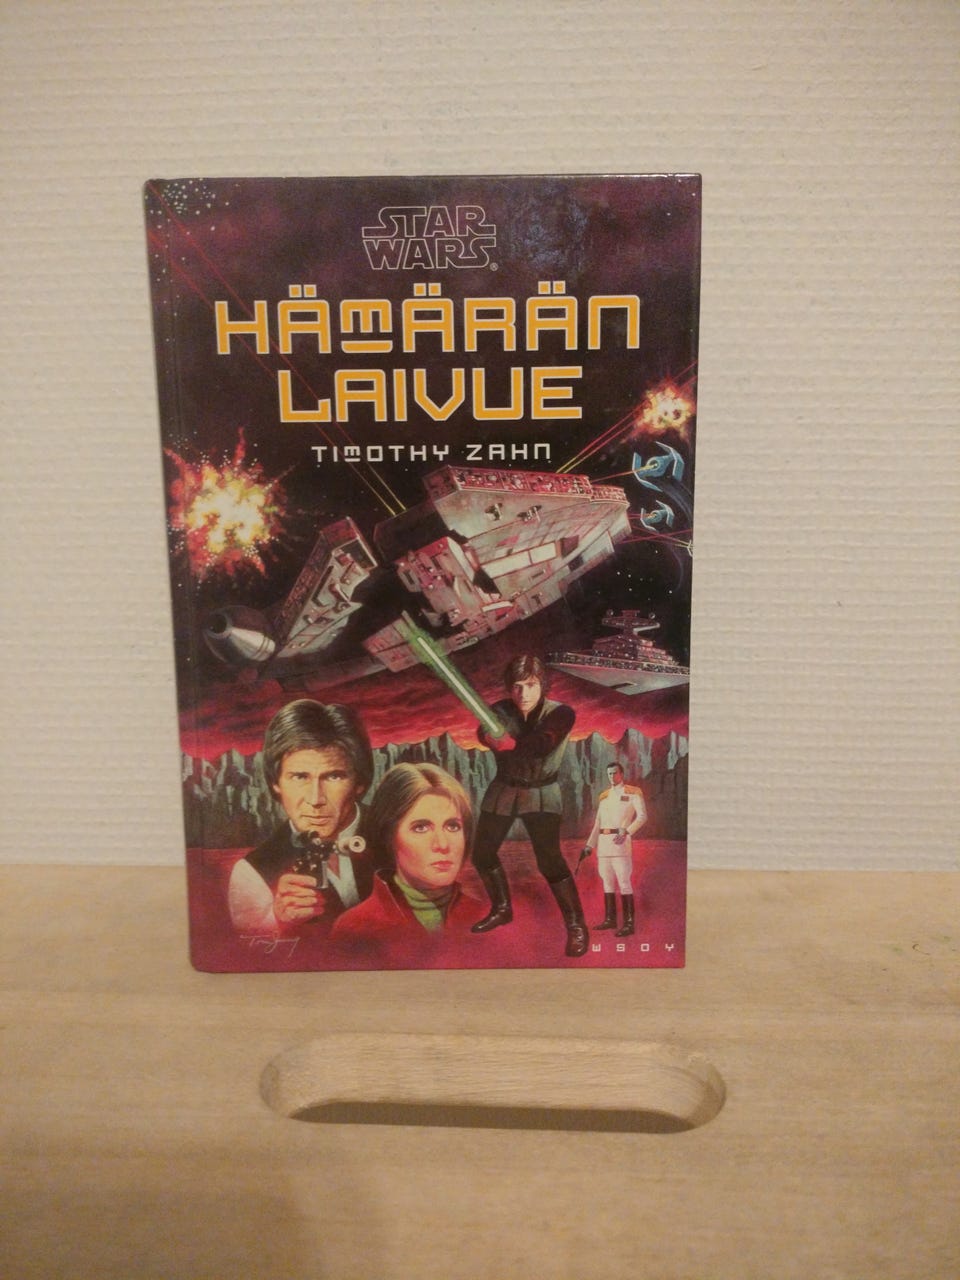 STAR
WARS®
HÄMÄRÄN
LAIVUE
TIMOTHY ZAHN
WSOY